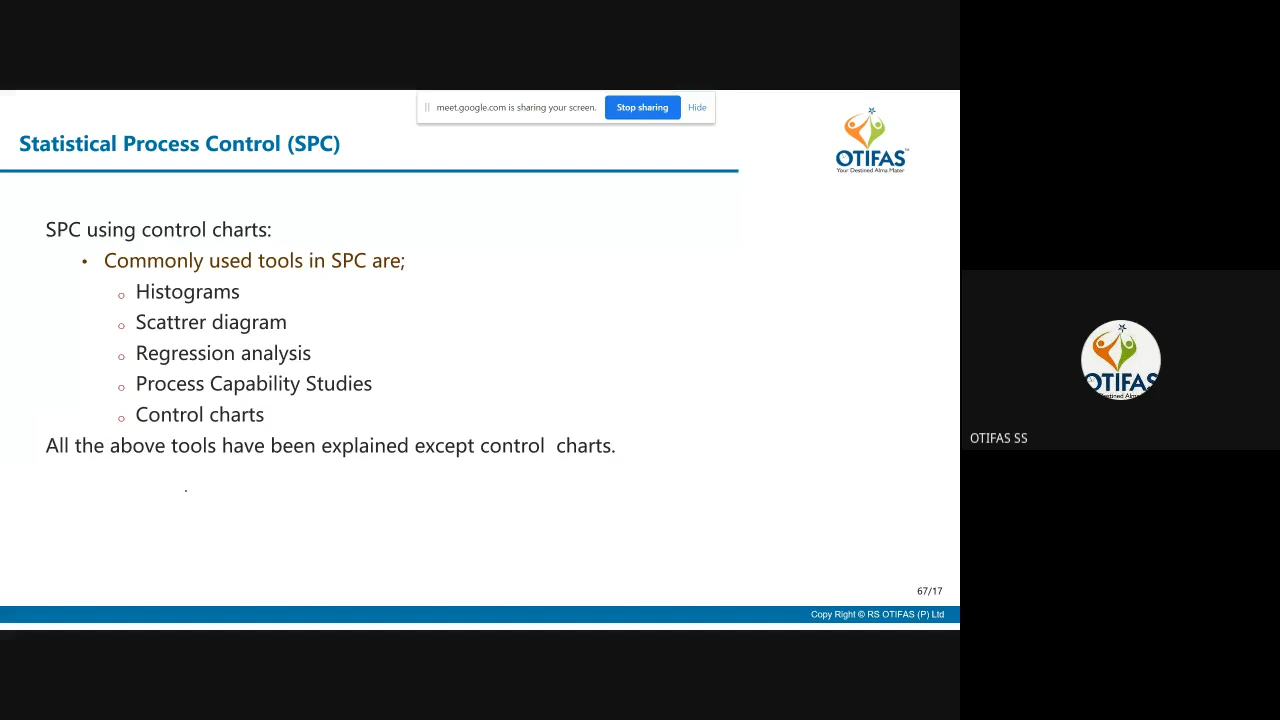 meet.google.com is sharing your screen. Stop sharing Hide
Statistical Process Control (SPC)
OTIFAS™
Your Destined Alma Mater
SPC using control charts:
• Commonly used tools in SPC are;
o Histograms
o Scattrer diagram
o Regression analysis
o Process Capability Studies
o Control charts
All the above tools have been explained except control charts.
.
67/17
Copy Right © RS OTIFAS (P) Ltd
OTIFAS
OTIFAS SS